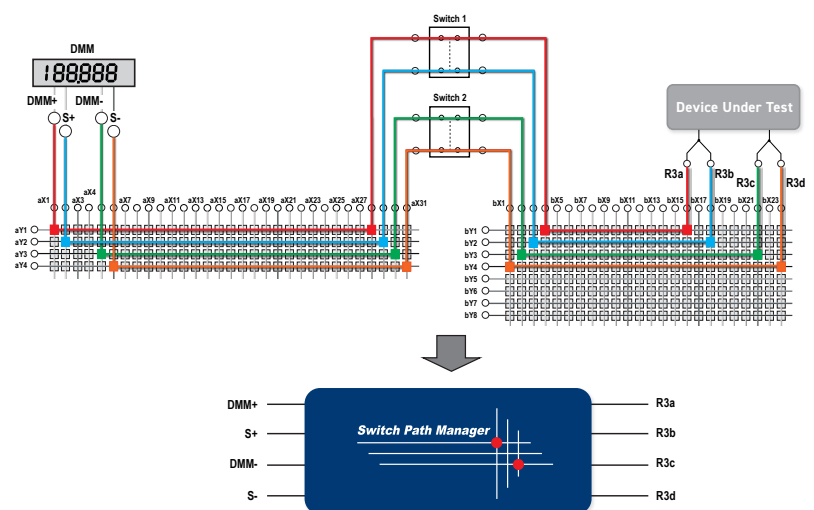 Switch 1
DMM
188.888
DMM+
DMM-
S+
S-
Switch 2
Device Under Test
R3a
R3b
R3c
R3d
aX1
aX3
aX4
aX7
aX9
aX11
aX13
aX15
aX17
aX19
aX21
aX23
aX25
aX27
aX31
bX1
bX5
bX7
bX9
bX11
bX13
bX15
bX17
bX19
bX21
bX23
aY1
aY2
aY3
aY4
bY1
bY2
bY3
bY4
bY5
bY6
bY7
bY8
DMM+
S+
DMM-
S-
Switch Path Manager
R3a
R3b
R3c
R3d